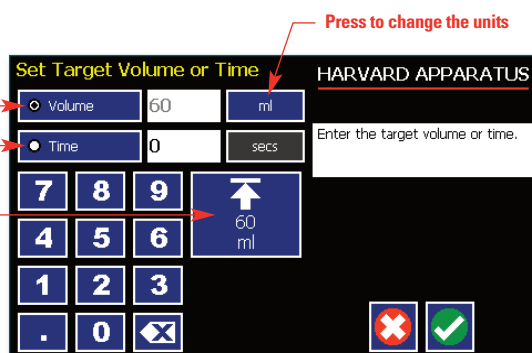 Press to change the units
Set Target Volume or Time
HARVARD APPARATUS
Volume 60 ml
Time 0 secs
Enter the target volume or time.
7 8 9
60
ml
4 5 6
1 2 3
. 0